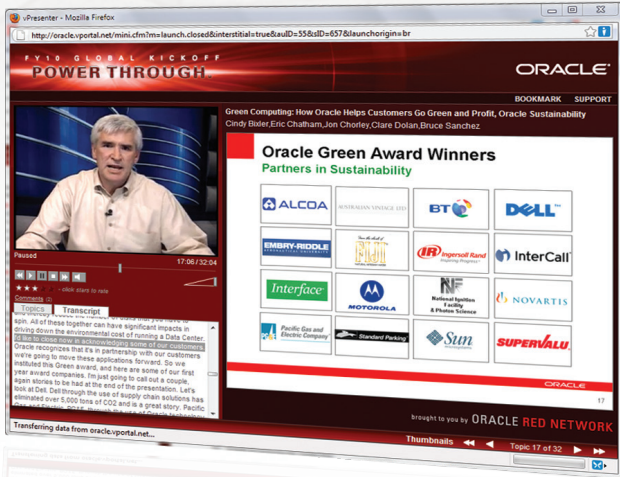 vPresenter - Mozilla Firefox
http://oracle.vportal.net/mini.cfm?m=launch.closed&interstitial=true&auID=55&sID=657&launchorigin=br
FY10 GLOBAL KICKOFF
POWER THROUGH.
ORACLE
BOOKMARK SUPPORT
Green Computing: How Oracle Helps Customers Go Green and Profit, Oracle Sustainability
Cindy Bixler,Eric Chatham,Jon Chorley,Clare Dolan,Bruce Sanchez
Oracle Green Award Winners
Partners in Sustainability
ALCOA
AUSTRALIAN VINTAGE LTD
BT
DELL
EMBRY-RIDDLE
FIJI
IR Ingersoll Rand
Inspiring Progress
InterCall
Interface
MOTOROLA
NIF
National Ignition
Facility
& Photon Science
NOVARTIS
Pacific Gas and
Electric Company
Standard Parking
Sun
SUPERVALU
ORACLE
17
Paused
17:06 / 32:04
- click stars to rate
Comments (2)
Topics
Transcript
spin. All of these together can have significant impacts in
driving down the environmental cost of running a Data Center.
I'd like to close now in acknowledging some of our customers.
Oracle recognizes that it's in partnership with our customers
we're going to move these applications forward. So we
instituted this Green award, and here are some of our first
year award companies. I'm just going to call out a couple,
again stories to be had at the end of the presentation. Let's
look at Dell. Dell through the use of supply chain solutions has
eliminated over 5,000 tons of CO2 and is a great story. Pacific
brought to you by ORACLE RED NETWORK
Transferring data from oracle.vportal.net...
Thumbnails
Topic 17 of 32